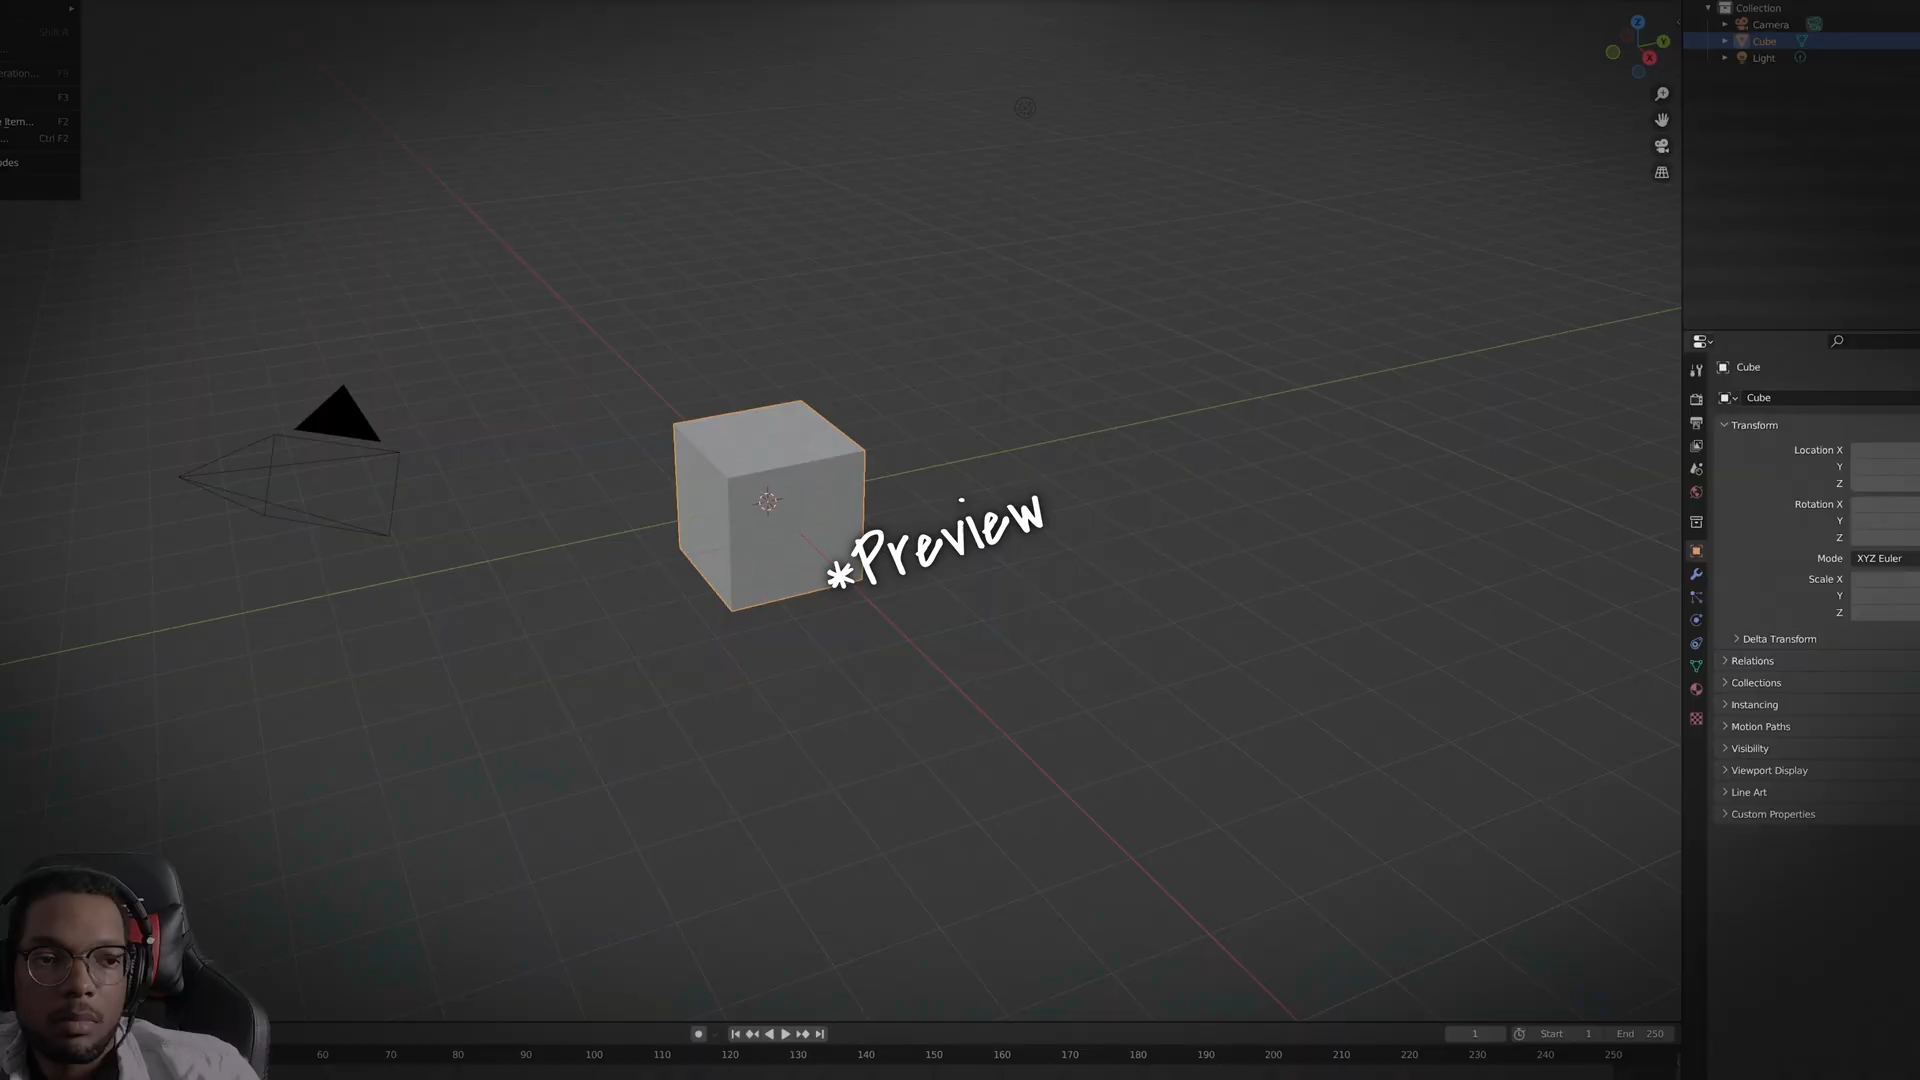 Shift R
eration... F9
F3
e Item... F2
... Ctrl F2
odes
Z
Y
X
Collection
Camera
Cube
Light
Cube
Cube
Transform
Location X
Y
Z
Rotation X
Y
Z
Mode XYZ Euler
Scale X
Y
Z
Delta Transform
Relations
Collections
Instancing
Motion Paths
Visibility
Viewport Display
Line Art
Custom Properties
*Preview
1 Start 1 End 250
60 70 80 90 100 110 120 130 140 150 160 170 180 190 200 210 220 230 240 250